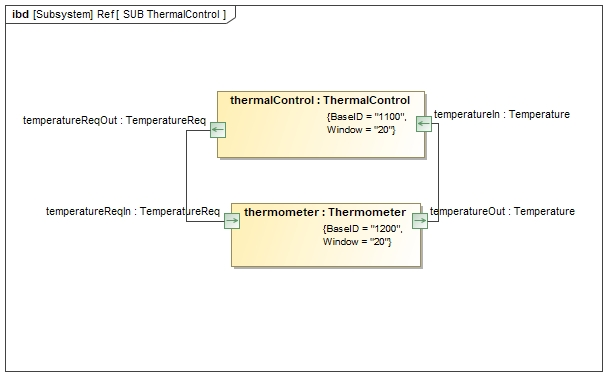 ibd [Subsystem] Ref [ SUB ThermalControl ]
thermalControl : ThermalControl
{BaseID = "1100",
Window = "20"}
temperatureReqOut : TemperatureReq
temperatureIn : Temperature
temperatureReqIn : TemperatureReq
thermometer : Thermometer
{BaseID = "1200",
Window = "20"}
temperatureOut : Temperature